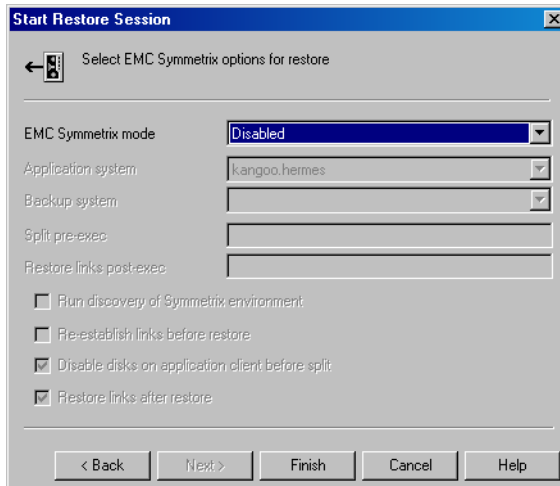 Start Restore Session
Select EMC Symmetrix options for restore
EMC Symmetrix mode
Disabled
Application system
kangoo.hermes
Backup system
Split pre-exec
Restore links post-exec
Run discovery of Symmetrix environment
Re-establish links before restore
Disable disks on application client before split
Restore links after restore
< Back
Next >
Finish
Cancel
Help